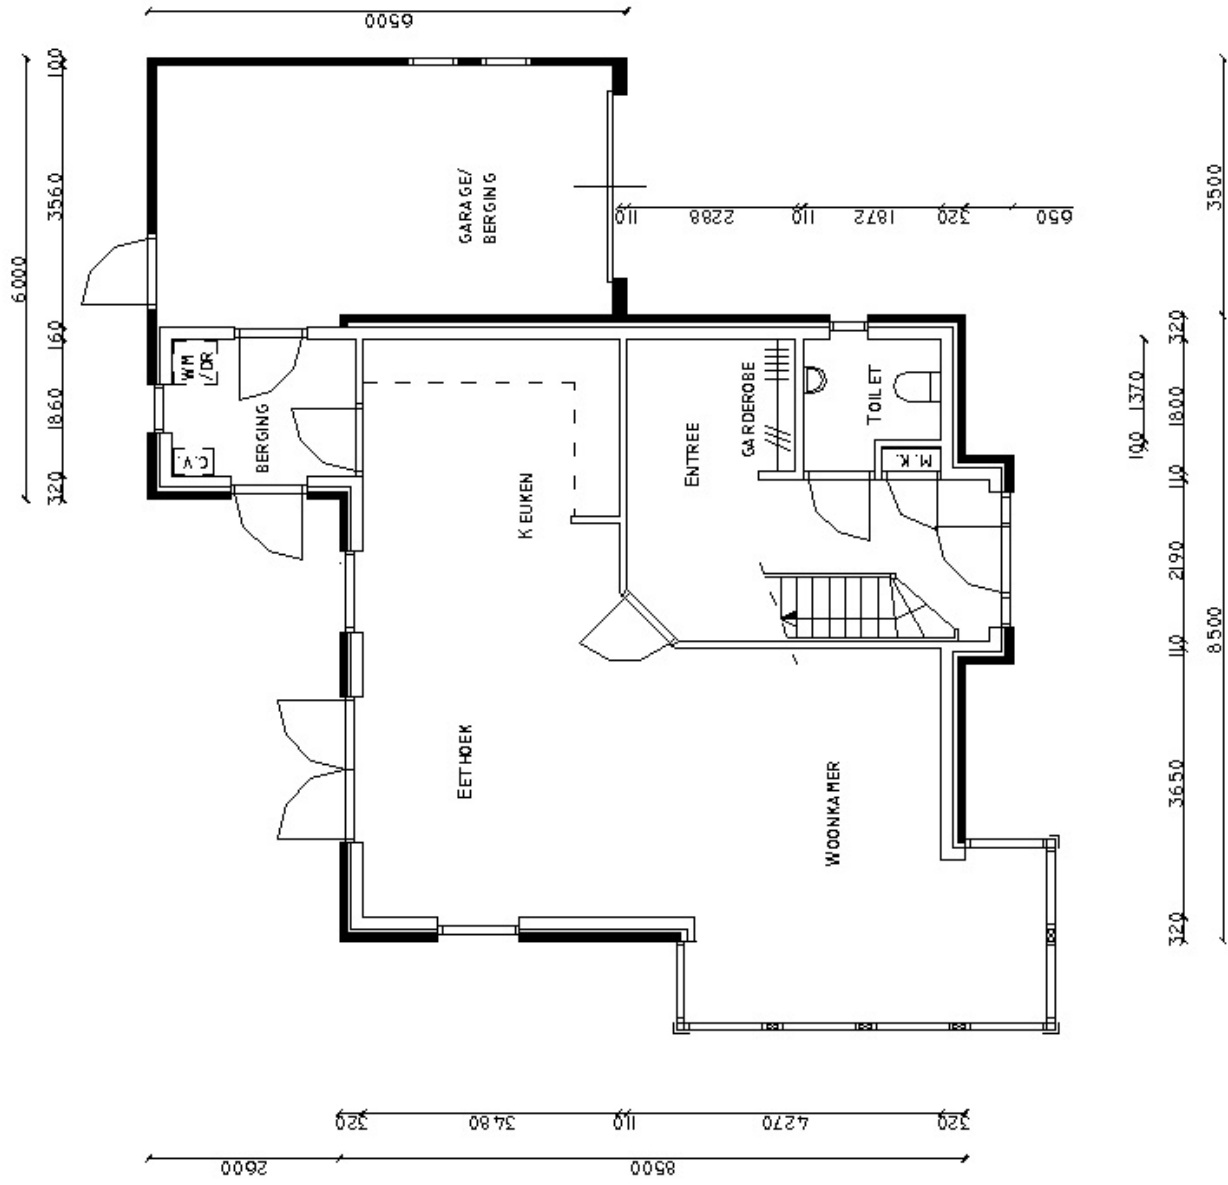 6500
100
3560
6000
160
1860
320
GARAGE/
BERGING
110
2288
110
1872
320
650
3500
WM
/DR
C.V.
BERGING
KEUKEN
ENTREE
GARDEROBE
TOILET
M.K.
320
1370
1800
100
110
2190
110
8500
3650
320
EETHOEK
WOONKAMER
320
3480
110
4270
320
2600
8500